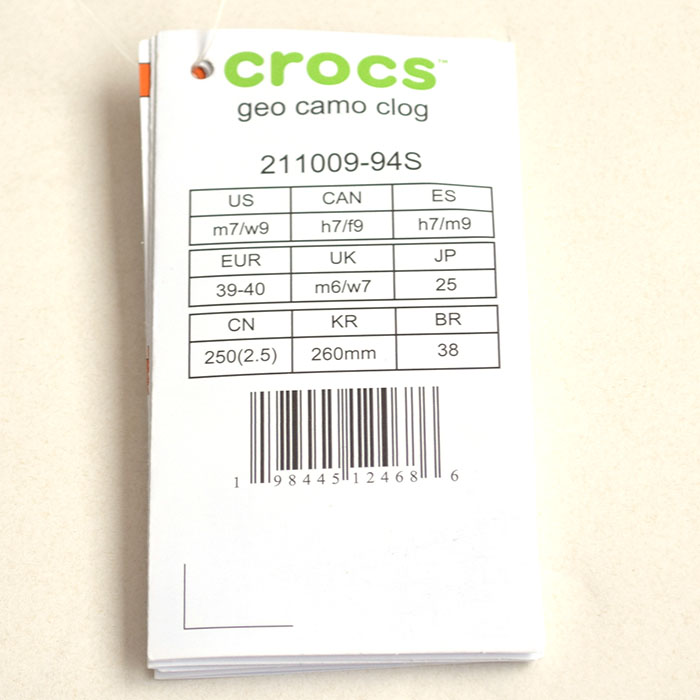 crocs™
geo camo clog
211009-94S
US CAN ES
m7/w9 h7/f9 h7/m9
EUR UK JP
39-40 m6/w7 25
CN KR BR
250(2.5) 260mm 38
1 98445 12468 6